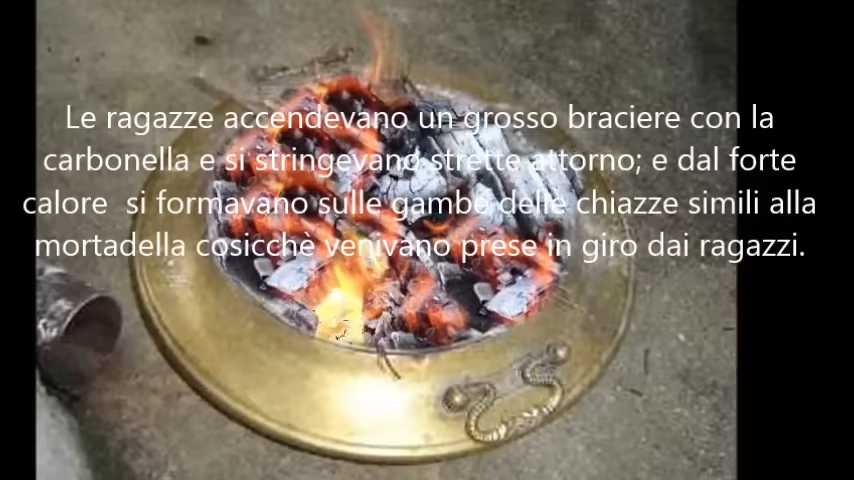 Le ragazze accendevano un grosso braciere con la
carbonella e si stringevano strette attorno; e dal forte
calore  si formavano sulle gambe delle chiazze simili alla
mortadella cosicchè venivano prese in giro dai ragazzi.